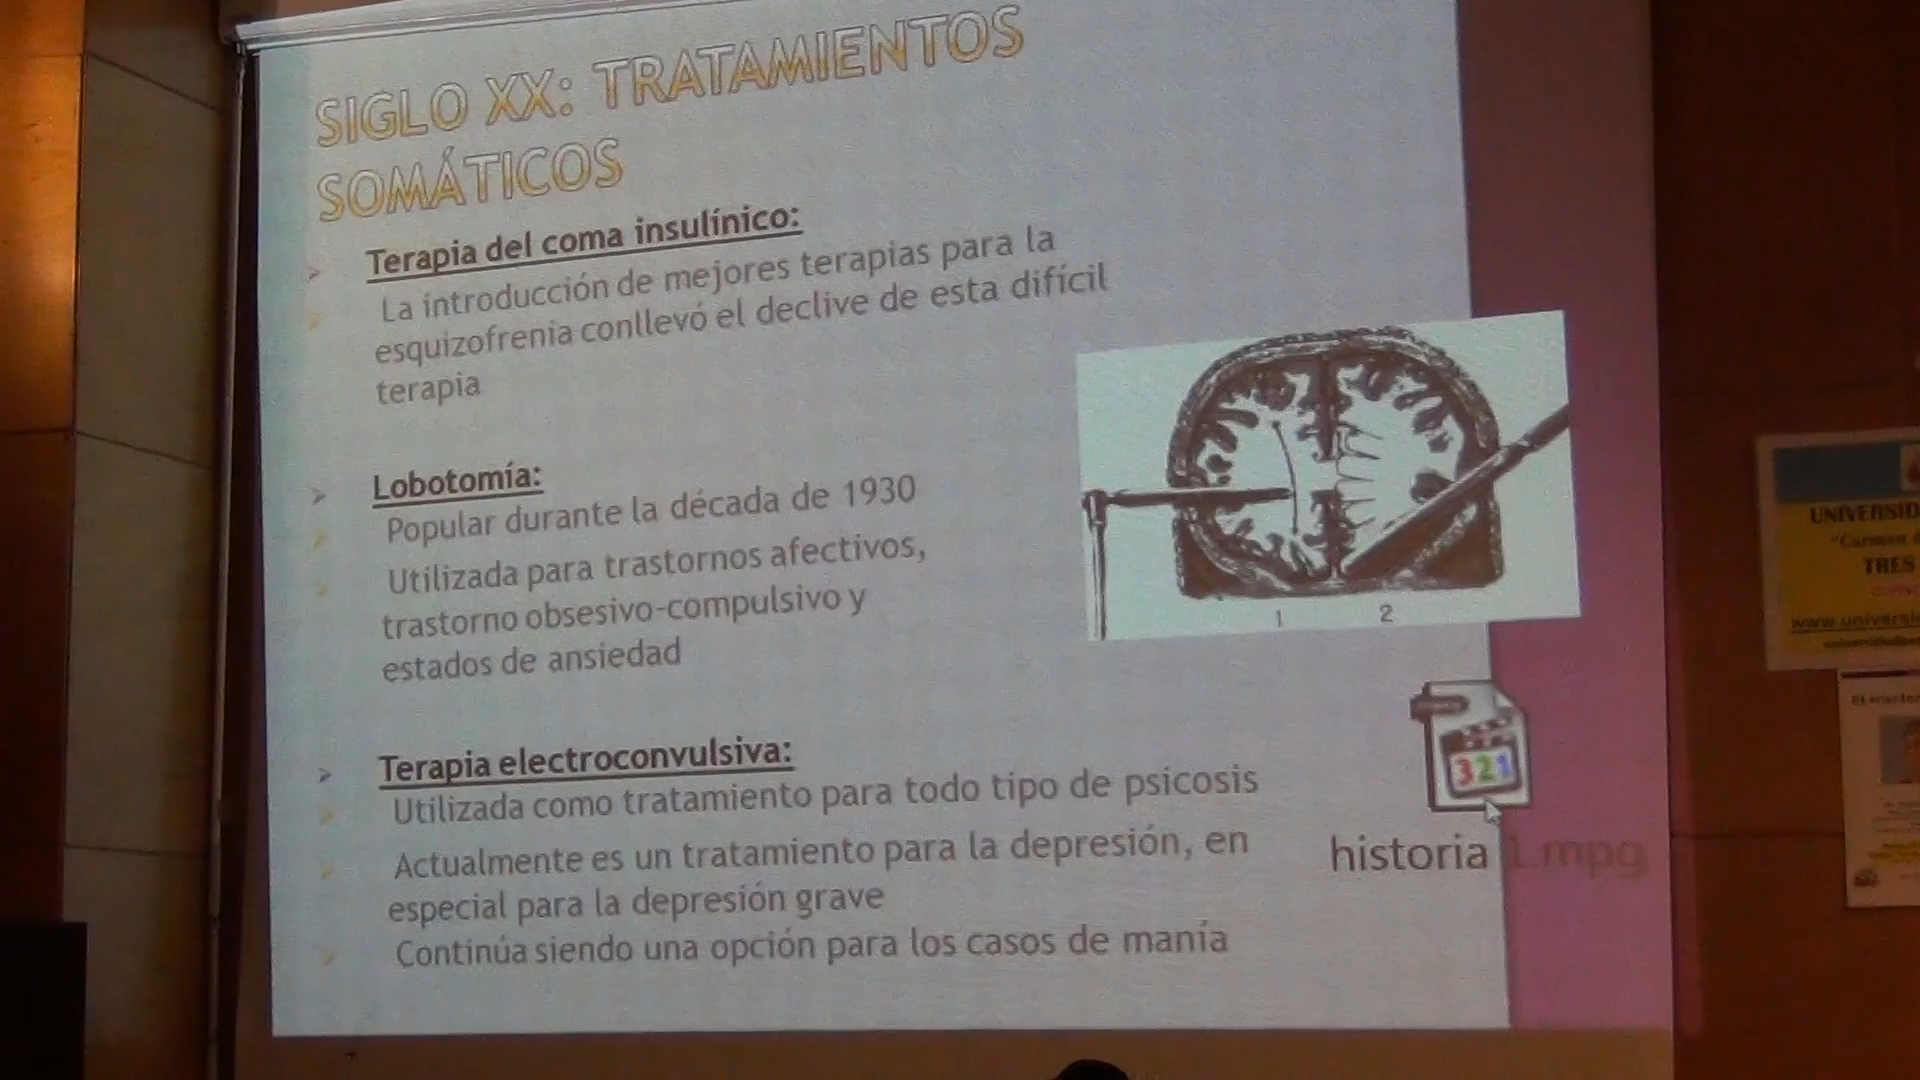 SIGLO XX: TRATAMIENTOS
SOMÁTICOS
Terapia del coma insulínico:
La introducción de mejores terapias para la
esquizofrenia conllevó el declive de esta difícil
terapia
Lobotomía:
Popular durante la década de 1930
Utilizada para trastornos afectivos,
trastorno obsesivo-compulsivo y
estados de ansiedad
1 2
Terapia electroconvulsiva:
Utilizada como tratamiento para todo tipo de psicosis
Actualmente es un tratamiento para la depresión, en
especial para la depresión grave
Continúa siendo una opción para los casos de manía
321
historia 1.mpg
UNIVERSID
"Carmen
TRES
www.universi